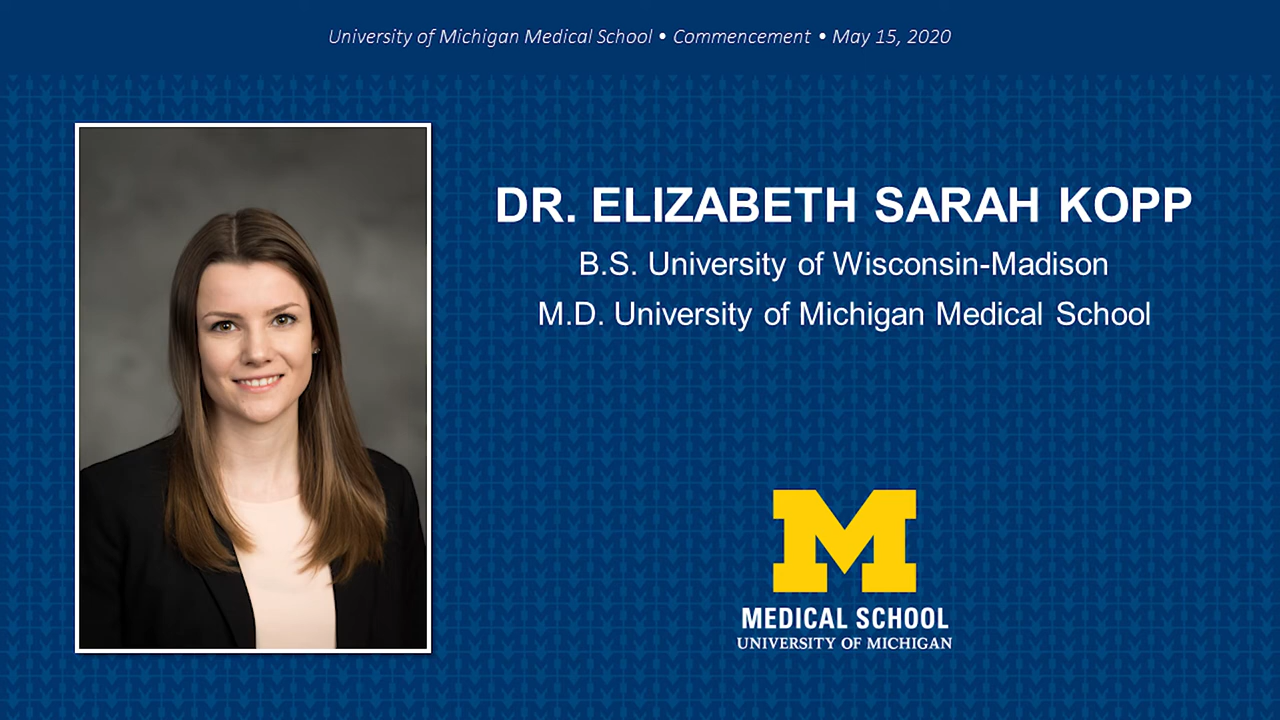 University of Michigan Medical School • Commencement • May 15, 2020
DR. ELIZABETH SARAH KOPP
B.S. University of Wisconsin-Madison
M.D. University of Michigan Medical School
M
MEDICAL SCHOOL
UNIVERSITY OF MICHIGAN